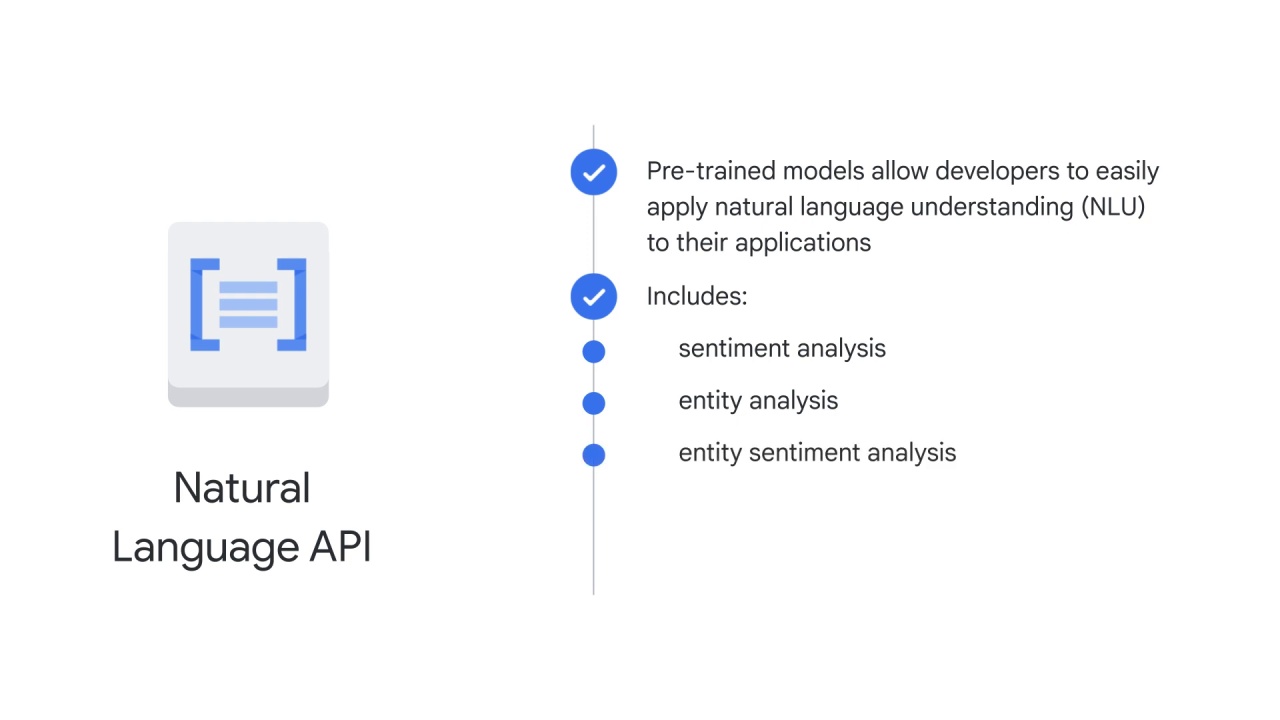 Natural
Language API
Pre-trained models allow developers to easily
apply natural language understanding (NLU)
to their applications
Includes:
sentiment analysis
entity analysis
entity sentiment analysis